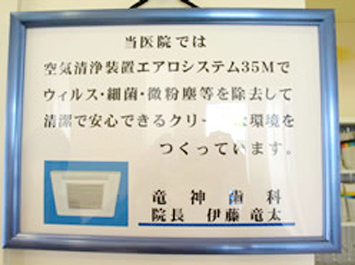 当医院では
空気清浄装置エアロシステム35Mで
ウィルス・細菌・微粉塵等を除去して
清潔で安心できるクリーンな環境を
つくっています。
竜神歯科
院長 伊藤 竜太